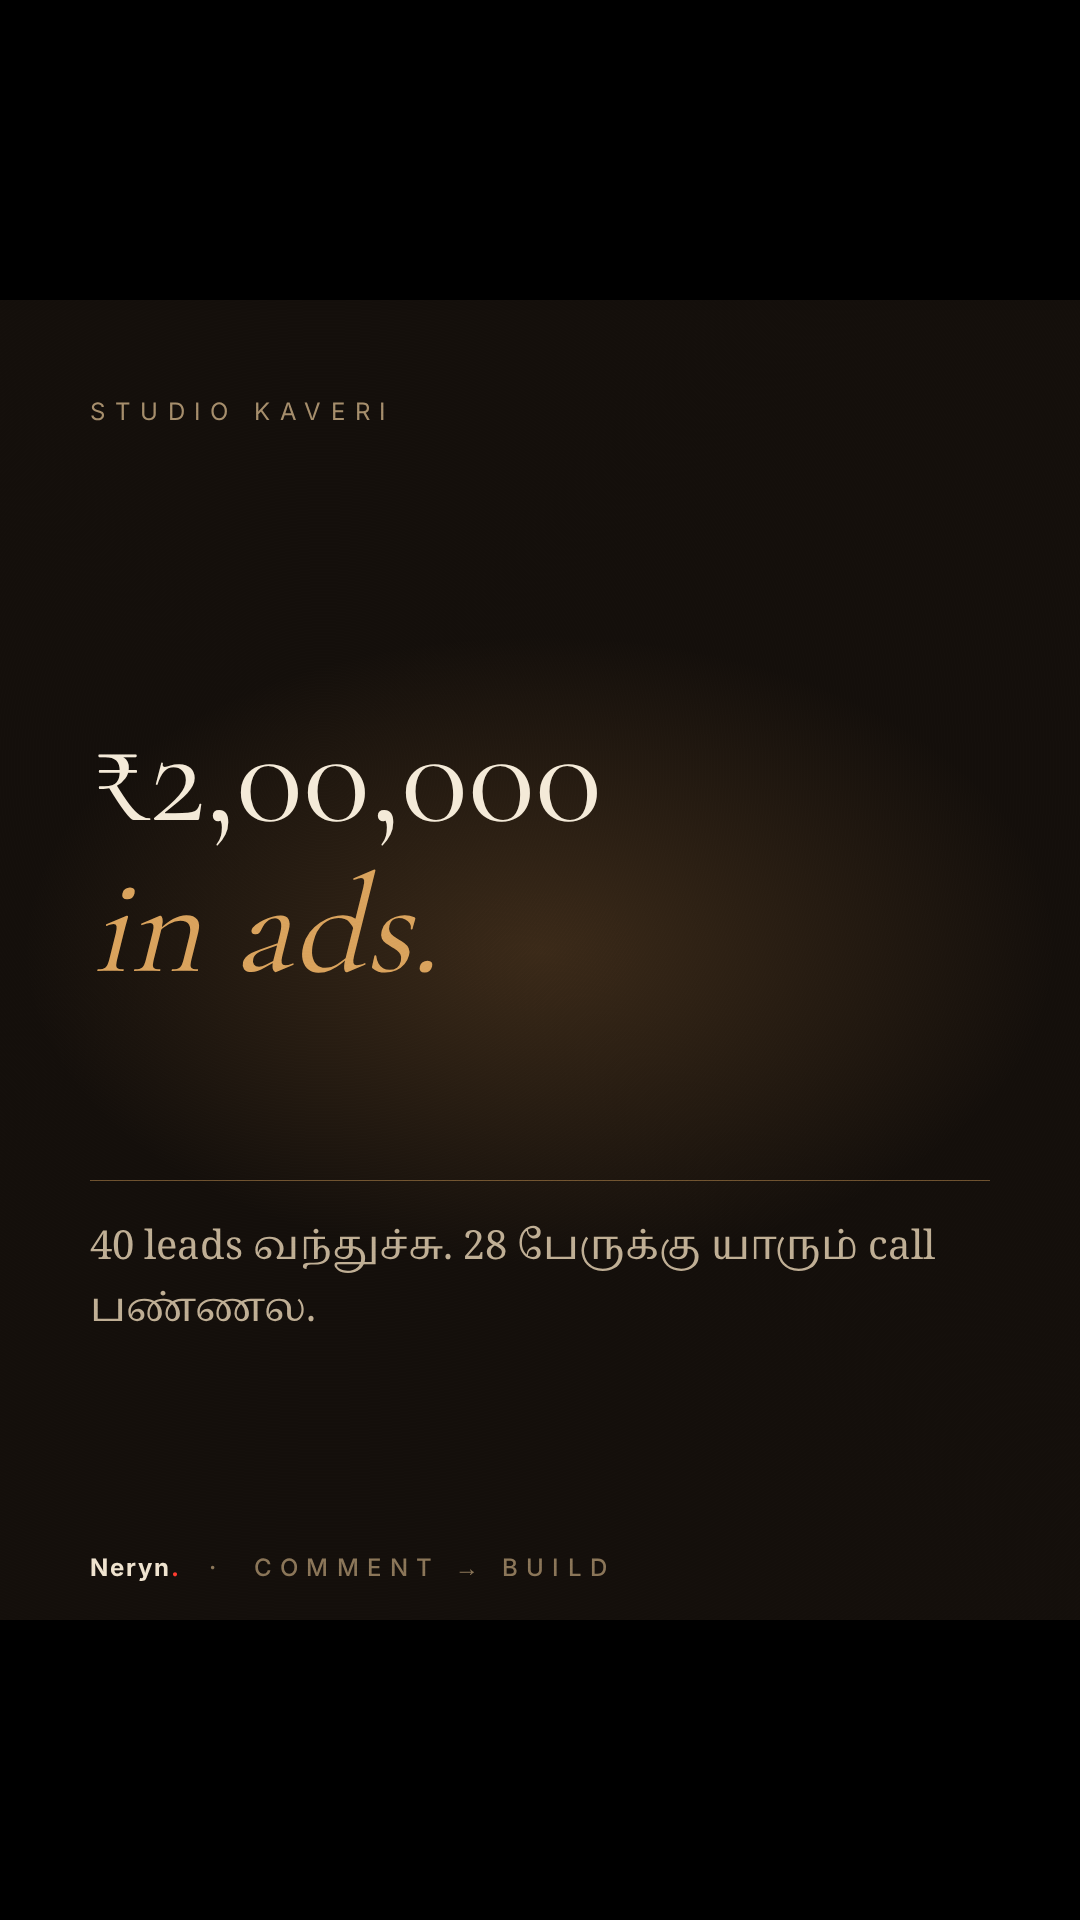 STUDIO KAVERI
₹2,00,000
in ads.
40 leads வந்துச்சு. 28 பேருக்கு யாரும் call
பண்ணல.
Neryn. · COMMENT → BUILD